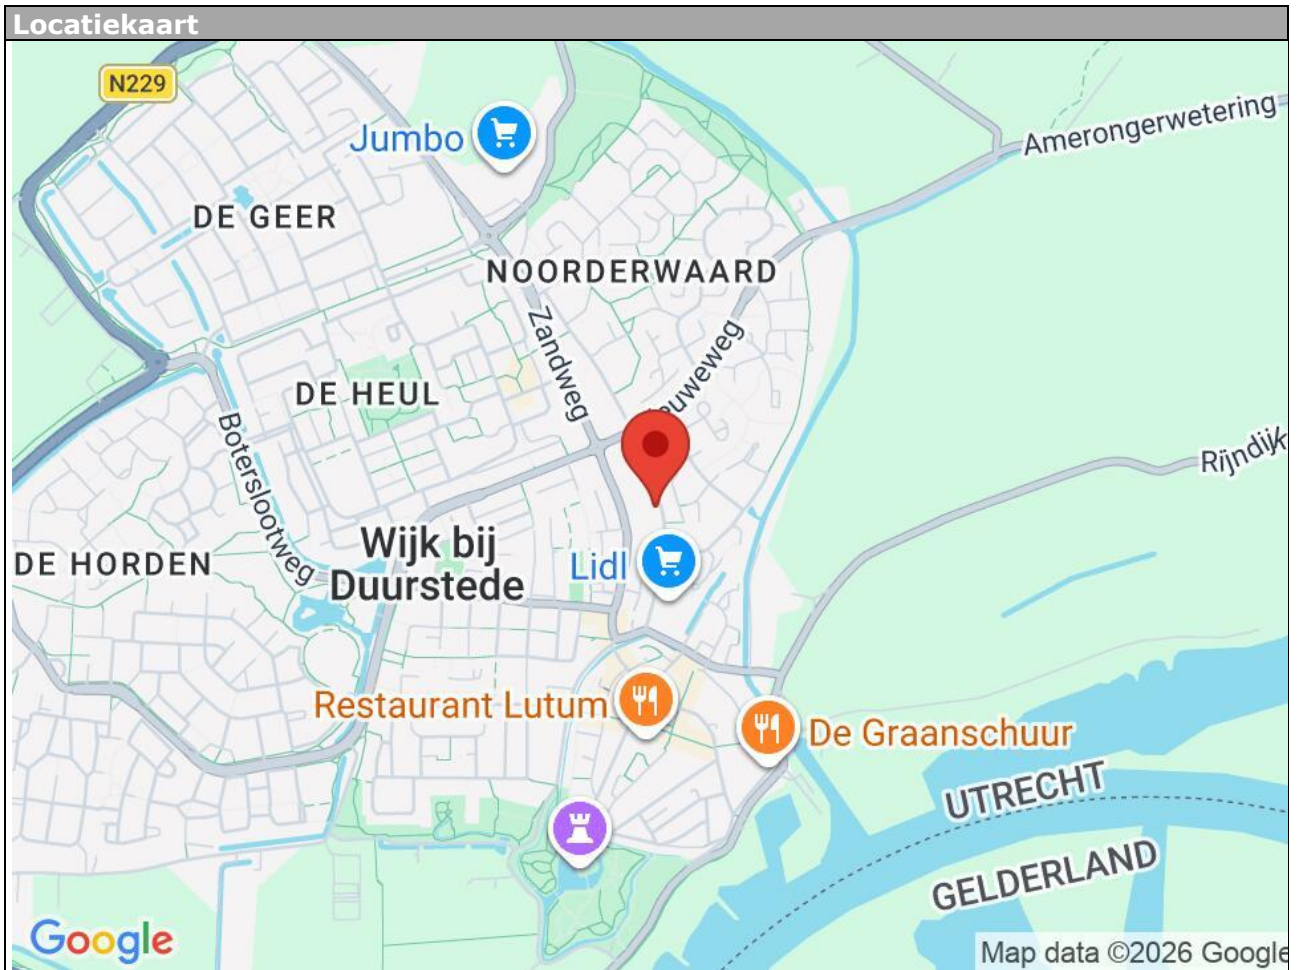 Locatiekaart
N229
Jumbo
Amerongerwetering
DE GEER
NOORDERWAARD
Zandweg
DE HEUL
Boterslootweg
Rijndijk
Wijk bij
Duurstede
DE HORDEN
Lidl
Restaurant Lutum
De Graanschuur
UTRECHT
GELDERLAND
Google
Map data ©2026 Google